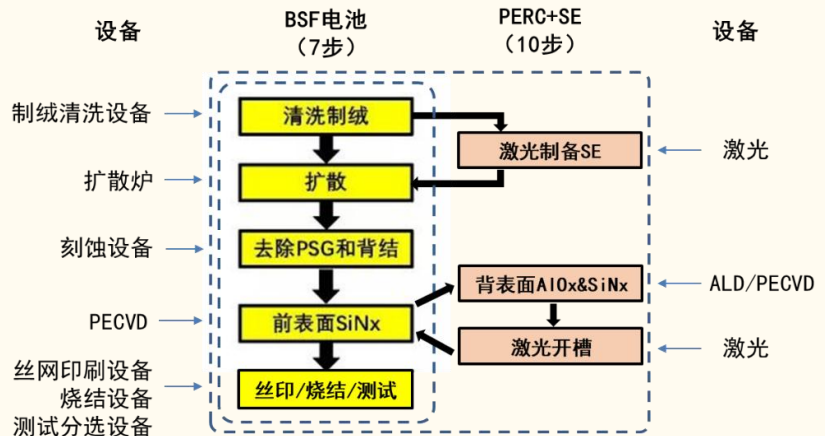 设备
BSF电池
（7步）
PERC+SE
（10步）
设备
制绒清洗设备
清洗制绒
激光制备SE
激光
扩散炉
扩散
刻蚀设备
去除PSG和背结
背表面AlOx&SiNx
ALD/PECVD
PECVD
前表面SiNx
激光开槽
激光
丝网印刷设备
烧结设备
测试分选设备
丝印/烧结/测试